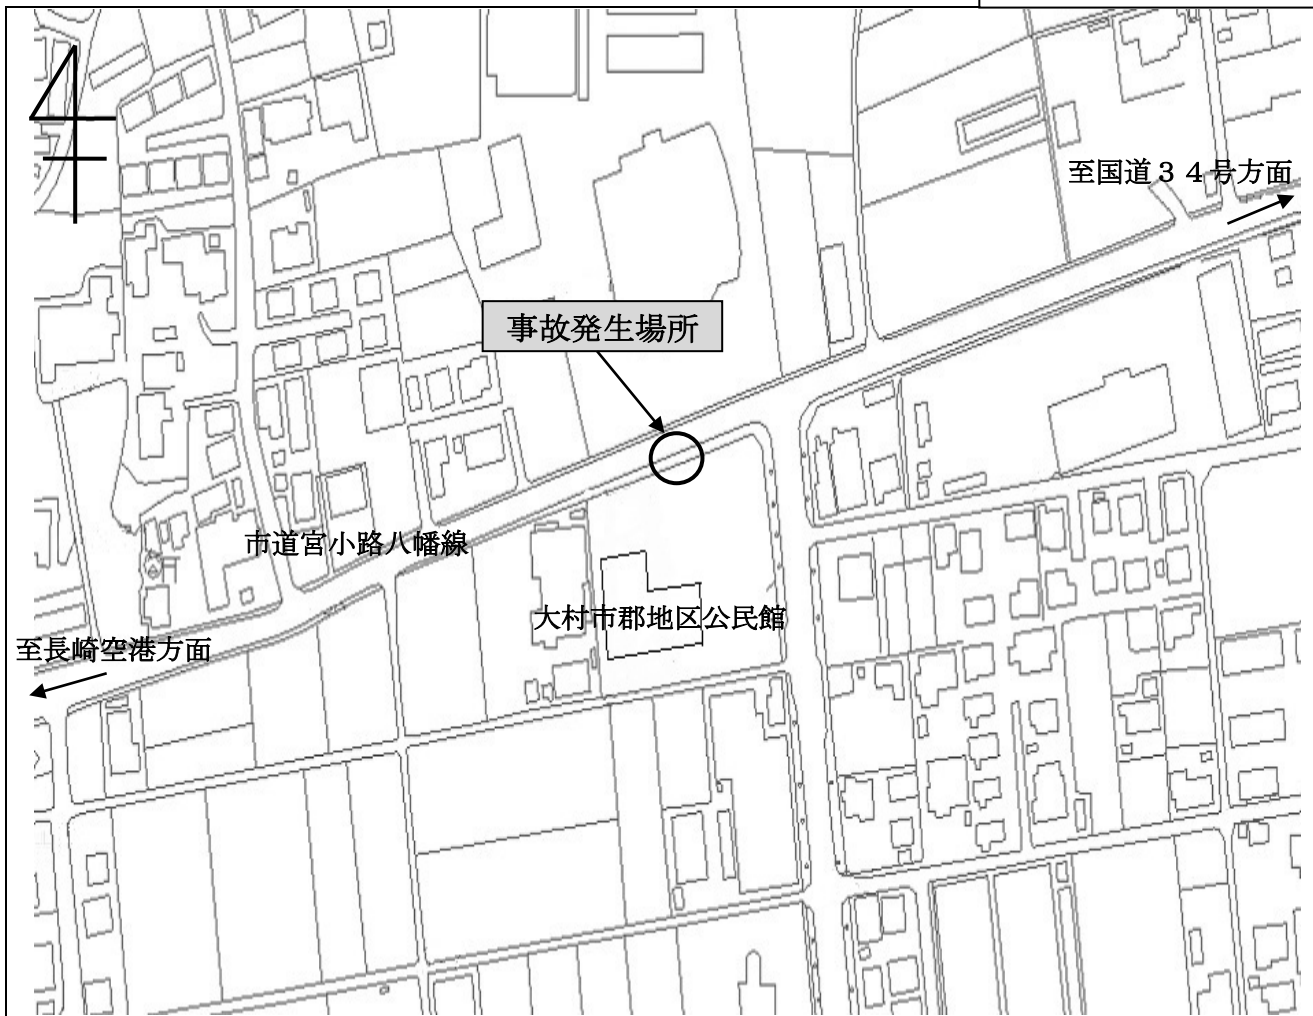 至国道３４号方面
事故発生場所
市道宮小路八幡線
大村市郡地区公民館
至長崎空港方面